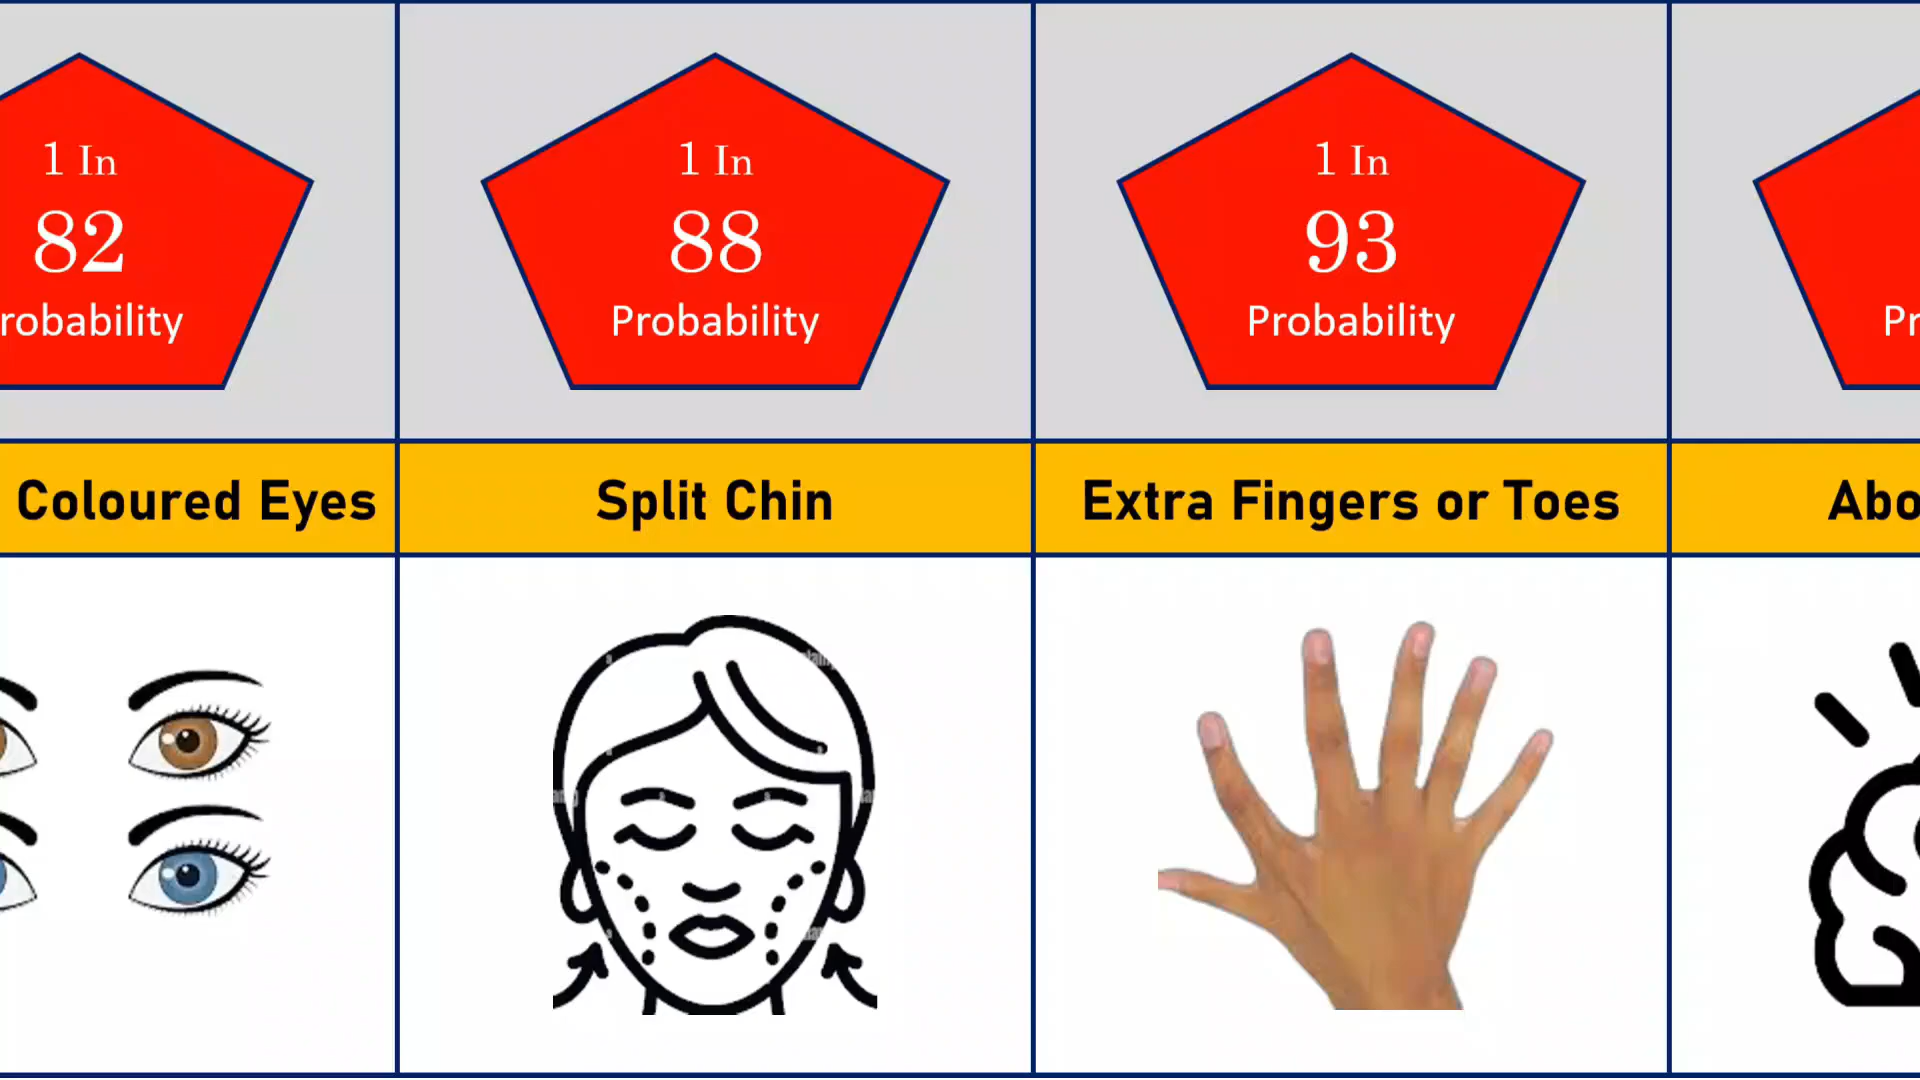 1 In
82
robability
Coloured Eyes
1 In
88
Probability
Split Chin
1 In
93
Probability
Extra Fingers or Toes
Pr
Abo